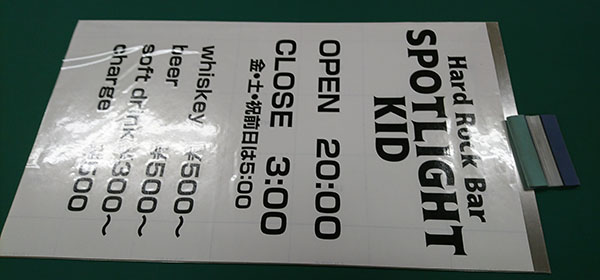 Hard Rock Bar
SPOTLIGHT
KID
OPEN 20:00
CLOSE 3:00
金・土・祝前日は5:00
whiskey ¥500〜
beer ¥500〜
soft drink ¥300〜
charge ¥500